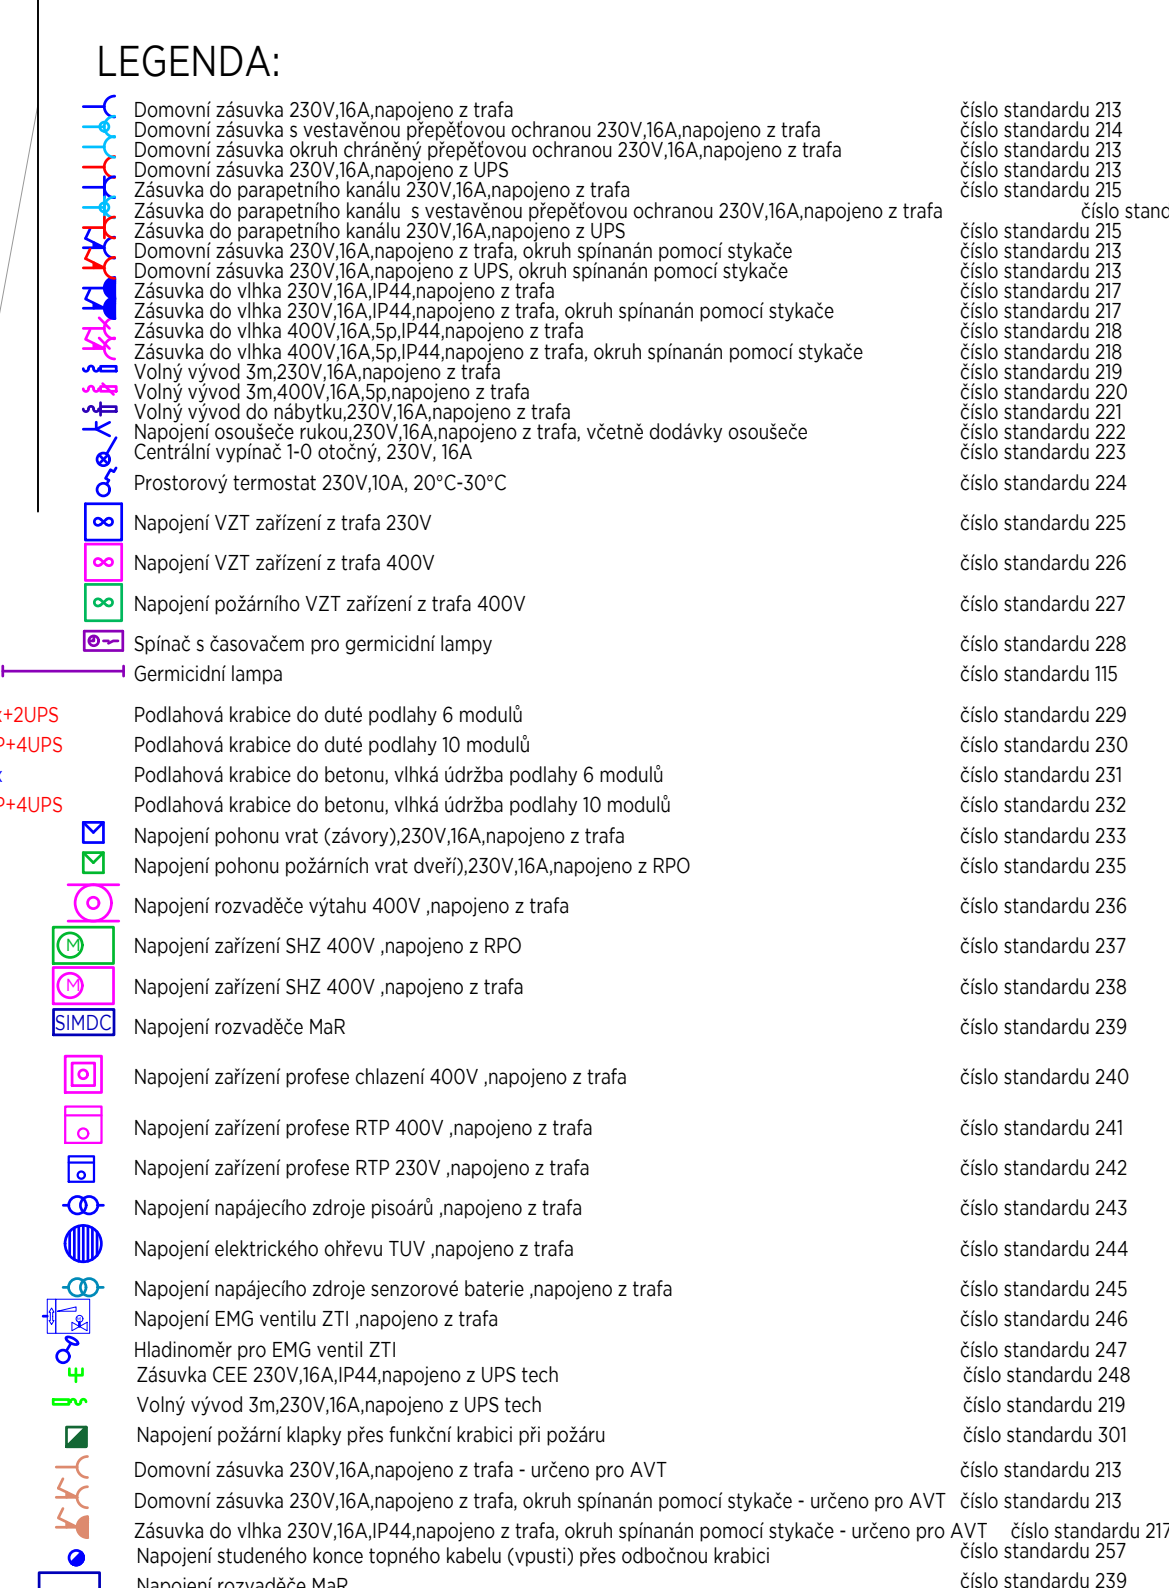 LEGENDA:
Domovní zásuvka 230V,16A,napojeno z trafa číslo standardu 213
Domovní zásuvka s vestavěnou přepěťovou ochranou 230V,16A,napojeno z trafa číslo standardu 214
Domovní zásuvka okruh chráněný přepěťovou ochranou 230V,16A,napojeno z trafa číslo standardu 213
Domovní zásuvka 230V,16A,napojeno z UPS číslo standardu 213
Zásuvka do parapetního kanálu 230V,16A,napojeno z trafa číslo standardu 215
Zásuvka do parapetního kanálu s vestavěnou přepěťovou ochranou 230V,16A,napojeno z trafa číslo stand
Zásuvka do parapetního kanálu 230V,16A,napojeno z UPS číslo standardu 215
Domovní zásuvka 230V,16A,napojeno z trafa, okruh spínanán pomocí stykače číslo standardu 213
Domovní zásuvka 230V,16A,napojeno z UPS, okruh spínanán pomocí stykače číslo standardu 213
Zásuvka do vlhka 230V,16A,IP44,napojeno z trafa číslo standardu 217
Zásuvka do vlhka 230V,16A,IP44,napojeno z trafa, okruh spínanán pomocí stykače číslo standardu 217
Zásuvka do vlhka 400V,16A,5p,IP44,napojeno z trafa číslo standardu 218
Zásuvka do vlhka 400V,16A,5p,IP44,napojeno z trafa, okruh spínanán pomocí stykače číslo standardu 218
Volný vývod 3m,230V,16A,napojeno z trafa číslo standardu 219
Volný vývod 3m,400V,16A,5p,napojeno z trafa číslo standardu 220
Volný vývod do nábytku,230V,16A,napojeno z trafa číslo standardu 221
Napojení osoušeče rukou,230V,16A,napojeno z trafa, včetně dodávky osoušeče číslo standardu 222
Centrální vypínač 1-0 otočný, 230V, 16A číslo standardu 223
Prostorový termostat 230V,10A, 20°C-30°C číslo standardu 224
Napojení VZT zařízení z trafa 230V číslo standardu 225
Napojení VZT zařízení z trafa 400V číslo standardu 226
Napojení požárního VZT zařízení z trafa 400V číslo standardu 227
Spínač s časovačem pro germicidní lampy číslo standardu 228
Germicidní lampa číslo standardu 115
x+2UPS Podlahová krabice do duté podlahy 6 modulů číslo standardu 229
P+4UPS Podlahová krabice do duté podlahy 10 modulů číslo standardu 230
x Podlahová krabice do betonu, vlhká údržba podlahy 6 modulů číslo standardu 231
P+4UPS Podlahová krabice do betonu, vlhká údržba podlahy 10 modulů číslo standardu 232
Napojení pohonu vrat (závory),230V,16A,napojeno z trafa číslo standardu 233
Napojení pohonu požárních vrat dveří),230V,16A,napojeno z RPO číslo standardu 235
Napojení rozvaděče výtahu 400V ,napojeno z trafa číslo standardu 236
M Napojení zařízení SHZ 400V ,napojeno z RPO číslo standardu 237
M Napojení zařízení SHZ 400V ,napojeno z trafa číslo standardu 238
SIMDC Napojení rozvaděče MaR číslo standardu 239
Napojení zařízení profese chlazení 400V ,napojeno z trafa číslo standardu 240
Napojení zařízení profese RTP 400V ,napojeno z trafa číslo standardu 241
Napojení zařízení profese RTP 230V ,napojeno z trafa číslo standardu 242
Napojení napájecího zdroje pisoárů ,napojeno z trafa číslo standardu 243
Napojení elektrického ohřevu TUV ,napojeno z trafa číslo standardu 244
Napojení napájecího zdroje senzorové baterie ,napojeno z trafa číslo standardu 245
Napojení EMG ventilu ZTI ,napojeno z trafa číslo standardu 246
Hladinoměr pro EMG ventil ZTI číslo standardu 247
Zásuvka CEE 230V,16A,IP44,napojeno z UPS tech číslo standardu 248
Volný vývod 3m,230V,16A,napojeno z UPS tech číslo standardu 219
Napojení požární klapky přes funkční krabici při požáru číslo standardu 301
Domovní zásuvka 230V,16A,napojeno z trafa - určeno pro AVT číslo standardu 213
Domovní zásuvka 230V,16A,napojeno z trafa, okruh spínanán pomocí stykače - určeno pro AVT číslo standardu 213
Zásuvka do vlhka 230V,16A,IP44,napojeno z trafa, okruh spínanán pomocí stykače - určeno pro AVT číslo standardu 217
Napojení studeného konce topného kabelu (vpusti) přes odbočnou krabici číslo standardu 257
Napojení rozvaděče MaR číslo standardu 239